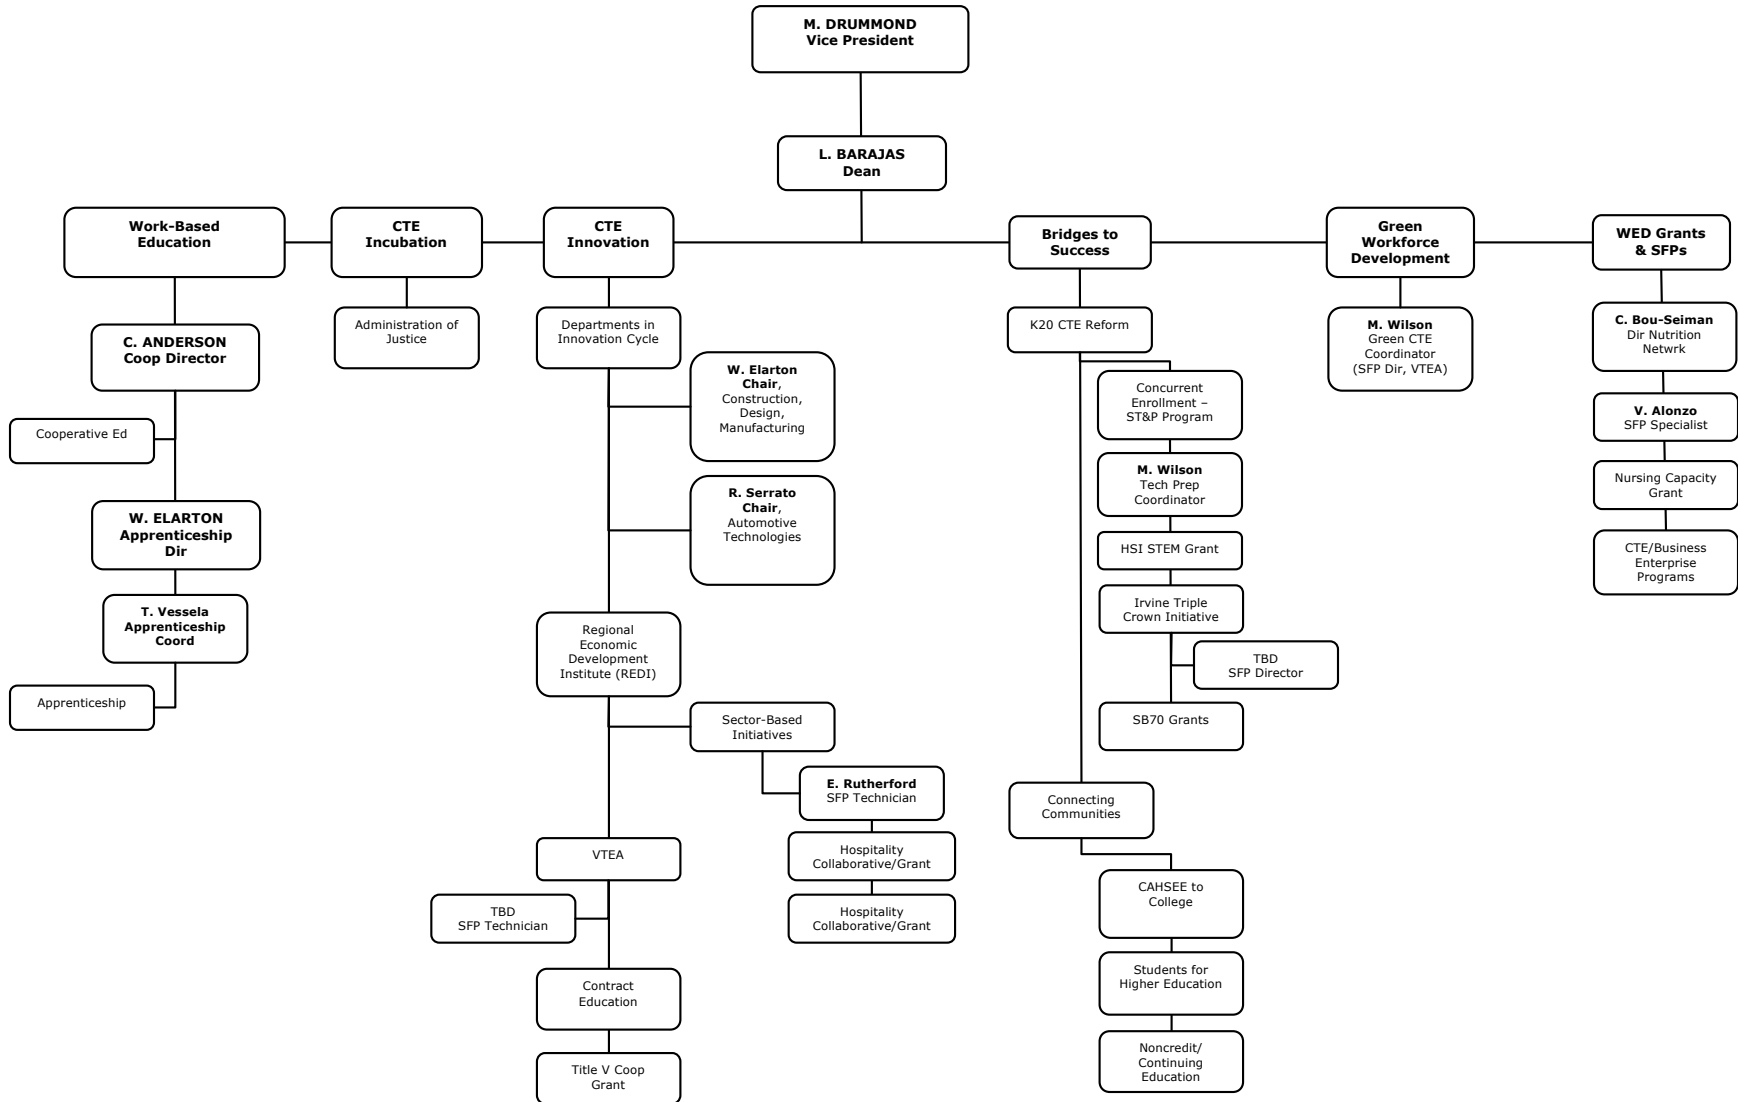 M. DRUMMOND
Vice President
L. BARAJAS
Dean
Work-Based
Education
C. ANDERSON
Coop Director
Cooperative Ed
W. ELARTON
Apprenticeship
Dir
T. Vessela
Apprenticeship
Coord
Apprenticeship
CTE
Incubation
Administration of
Justice
CTE
Innovation
Departments in
Innovation Cycle
W. Elarton
Chair,
Construction,
Design,
Manufacturing
R. Serrato
Chair,
Automotive
Technologies
Regional
Economic
Development
Institute (REDI)
Sector-Based
Initiatives
E. Rutherford
SFP Technician
Hospitality
Collaborative/Grant
Hospitality
Collaborative/Grant
VTEA
TBD
SFP Technician
Contract
Education
Title V Coop
Grant
Bridges to
Success
K20 CTE Reform
Concurrent
Enrollment –
ST&P Program
M. Wilson
Tech Prep
Coordinator
HSI STEM Grant
Irvine Triple
Crown Initiative
TBD
SFP Director
SB70 Grants
Connecting
Communities
CAHSEE to
College
Students for
Higher Education
Noncredit/
Continuing
Education
Green
Workforce
Development
M. Wilson
Green CTE
Coordinator
(SFP Dir, VTEA)
WED Grants
& SFPs
C. Bou-Seiman
Dir Nutrition
Netwrk
V. Alonzo
SFP Specialist
Nursing Capacity
Grant
CTE/Business
Enterprise
Programs